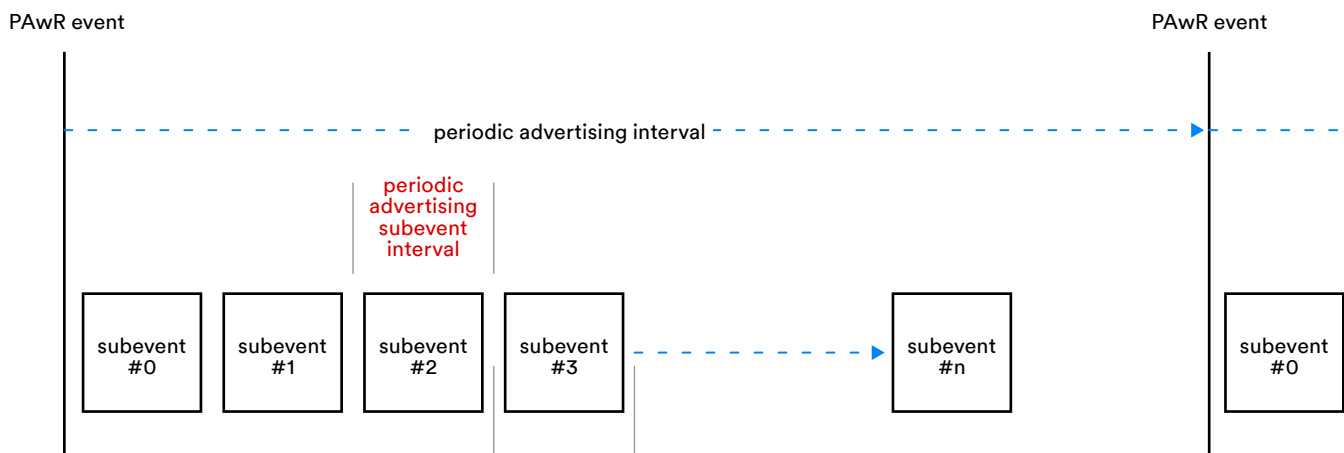 PAwR event
PAwR event
periodic advertising interval
periodic
advertising
subevent
interval
subevent
#0
subevent
#1
subevent
#2
subevent
#3
subevent
#n
subevent
#0